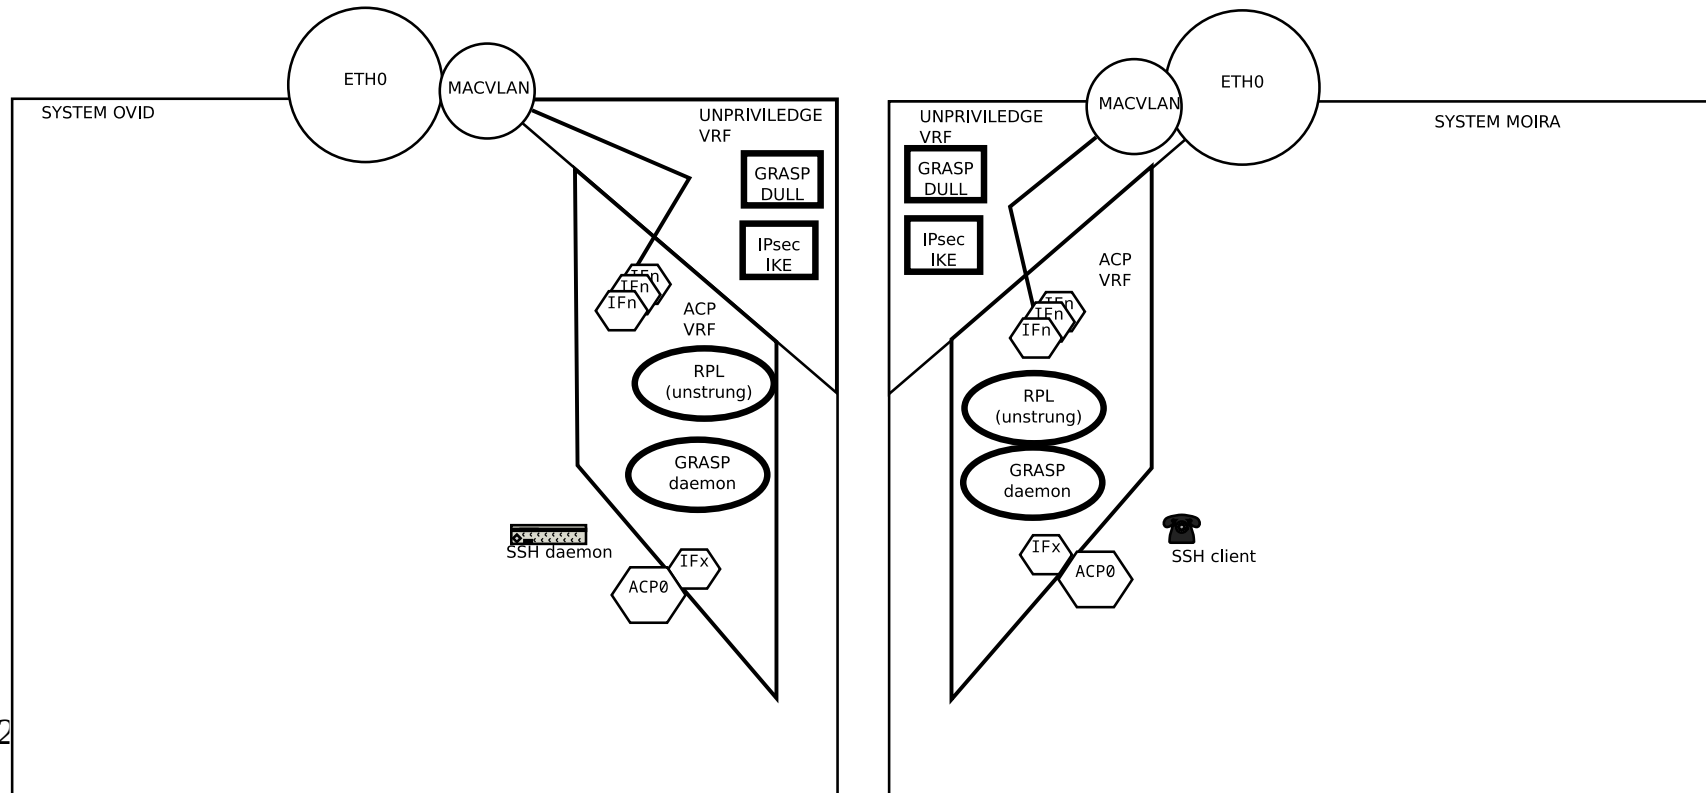 ETH0
MACVLAN
SYSTEM OVID
UNPRIVILEDGE
VRF
GRASP
DULL
IPsec
IKE
IFn
IFn
IFn
ACP
VRF
RPL
(unstrung)
GRASP
daemon
SSH daemon
IFx
ACP0
2
ETH0
MACVLAN
SYSTEM MOIRA
UNPRIVILEDGE
VRF
GRASP
DULL
IPsec
IKE
ACP
VRF
IFn
IFn
IFn
RPL
(unstrung)
GRASP
daemon
IFx
ACP0
SSH client